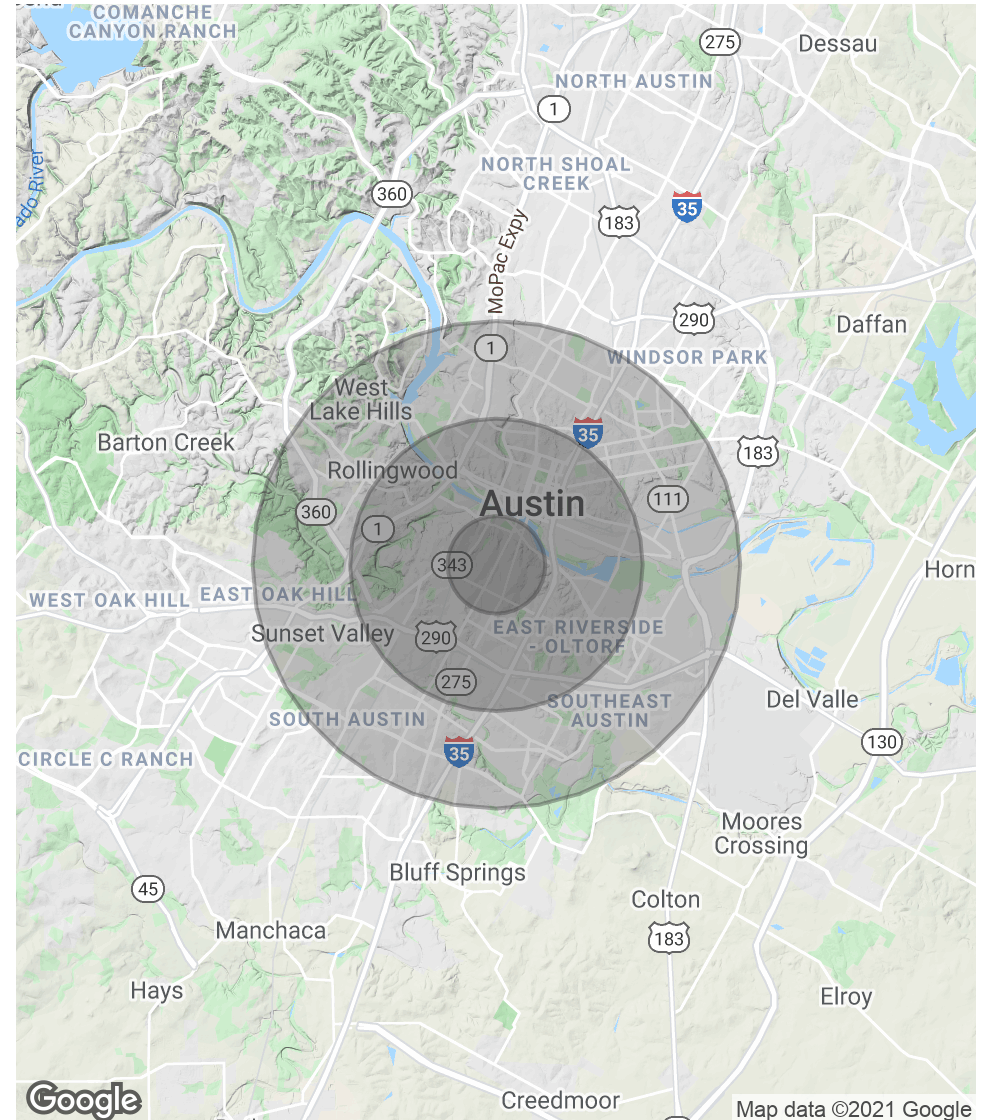 COMANCHE
CANYON RANCH
275
Dessau
NORTH AUSTIN
1
NORTH SHOAL
CREEK
360
35
183
ado River
MoPac Expy
290
Daffan
1
WINDSOR PARK
West
Lake Hills
35
Barton Creek
183
Rollingwood
111
Austin
360
1
343
Horn
WEST OAK HILL
EAST OAK HILL
Sunset Valley
290
EAST RIVERSIDE
- OLTORF
275
Del Valle
SOUTHEAST
AUSTIN
SOUTH AUSTIN
130
35
CIRCLE C RANCH
Moores
Crossing
Bluff Springs
45
Colton
Manchaca
183
Hays
Elroy
Creedmoor
Google
Map data ©2021 Google